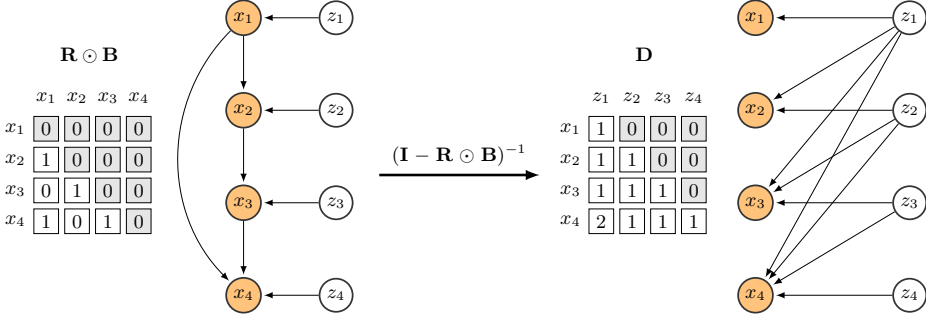 R ⊙ B
x1 x2 x3 x4
x1 0 0 0 0
x2 1 0 0 0
x3 0 1 0 0
x4 1 0 1 0
x1 z1
x2 z2
x3 z3
x4 z4
(I − R ⊙ B)−1
D
z1 z2 z3 z4
x1 1 0 0 0
x2 1 1 0 0
x3 1 1 1 0
x4 2 1 1 1
x1 z1
x2 z2
x3 z3
x4 z4